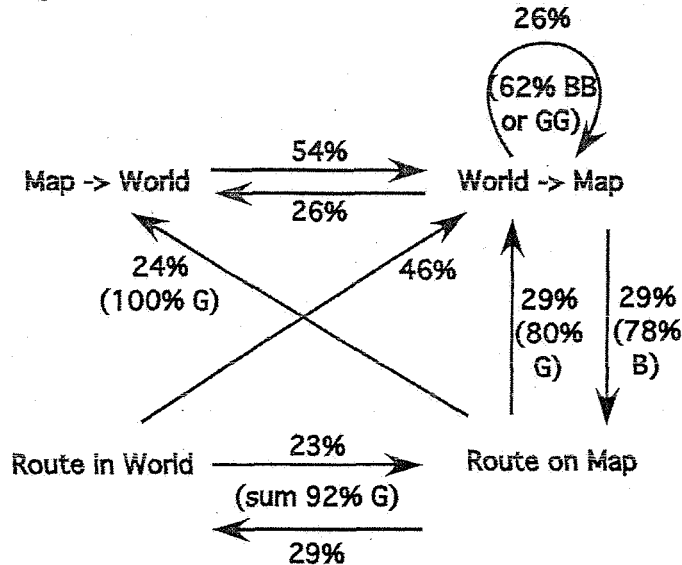 26%
(62% BB
or GG)
54%
Map -> World
World -> Map
26%
24%
(100% G)
46%
29%
(80%
G)
29%
(78%
B)
Route in World
23%
Route on Map
(sum 92% G)
29%